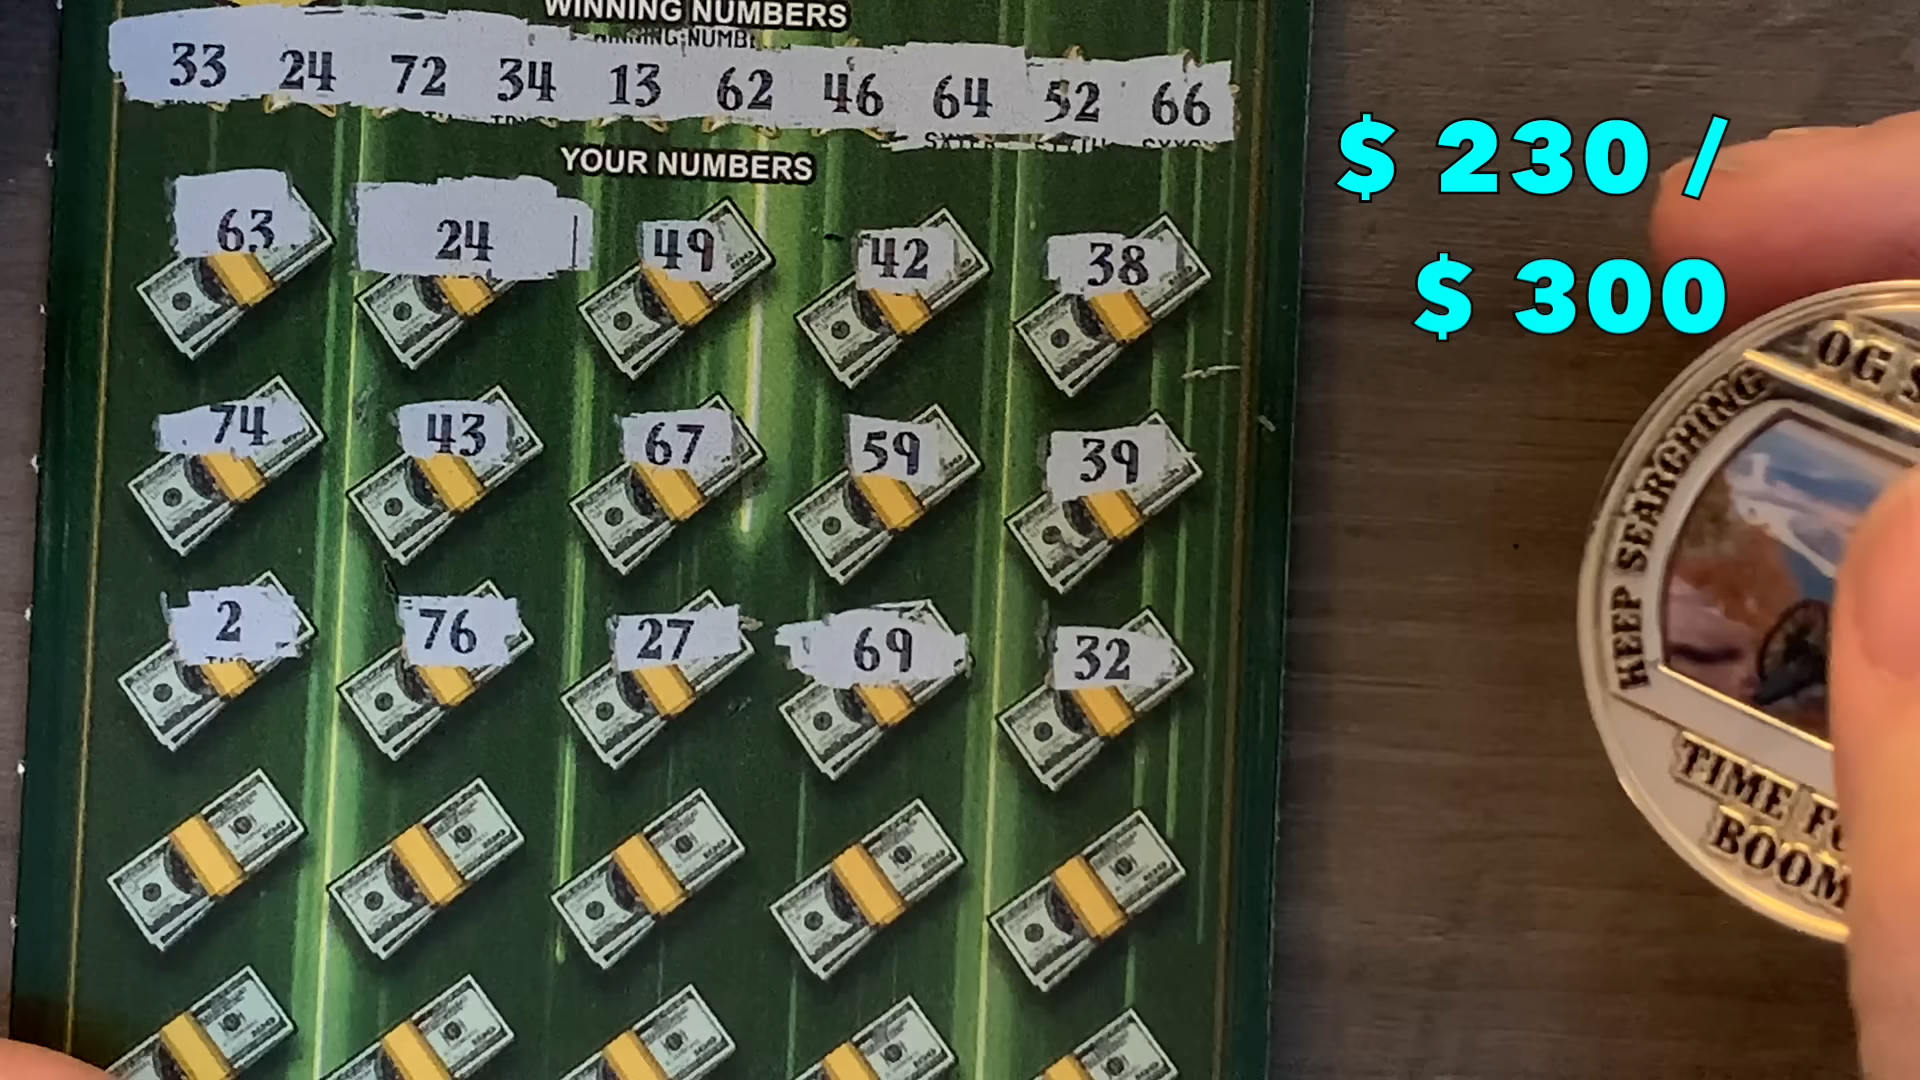 WINNING NUMBERS
33 24 72 34 13 62 46 64 52 66
YOUR NUMBERS
63 24 49 42 38
74 43 67 59 39
2 76 27 69 32
$ 230 /
$ 300
OG
KEEP SEARCHING
TIME
BOOM